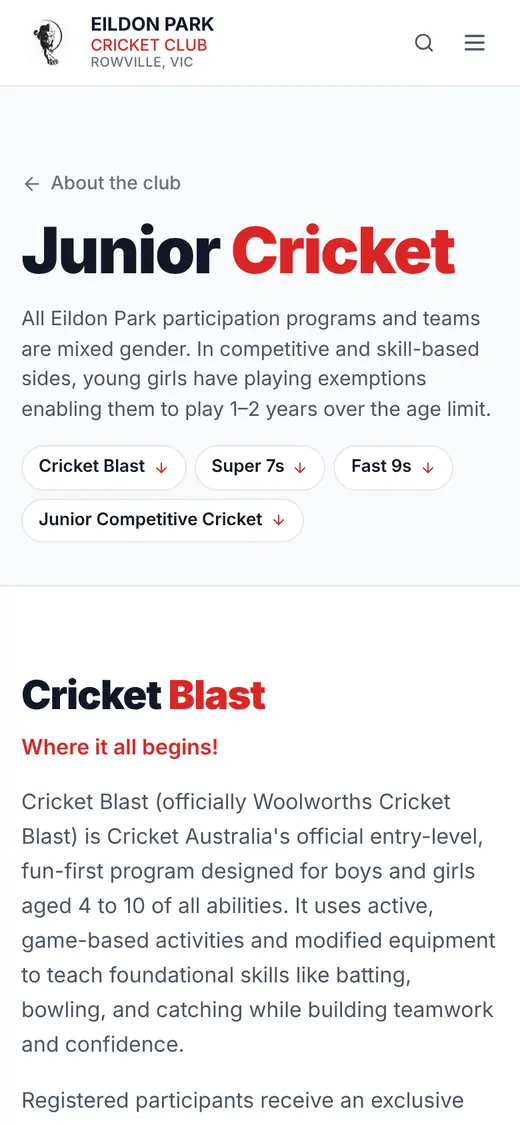 EILDON PARK
CRICKET CLUB
ROWVILLE, VIC
About the club
Junior Cricket
All Eildon Park participation programs and teams
are mixed gender. In competitive and skill-based
sides, young girls have playing exemptions
enabling them to play 1–2 years over the age limit.
Cricket Blast
Super 7s
Fast 9s
Junior Competitive Cricket
Cricket Blast
Where it all begins!
Cricket Blast (officially Woolworths Cricket
Blast) is Cricket Australia's official entry-level,
fun-first program designed for boys and girls
aged 4 to 10 of all abilities. It uses active,
game-based activities and modified equipment
to teach foundational skills like batting,
bowling, and catching while building teamwork
and confidence.
Registered participants receive an exclusive